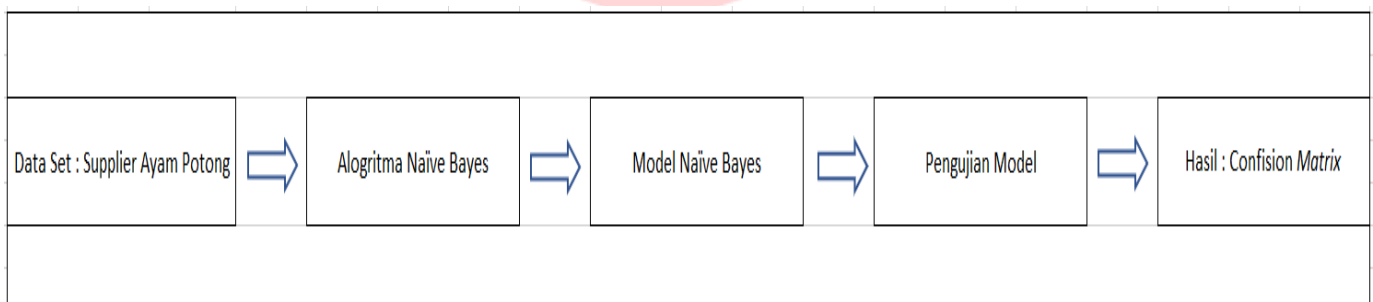 Data Set : Supplier Ayam Potong
Alogritma Naïve Bayes
Model Naïve Bayes
Pengujian Model
Hasil : Confision Matrix